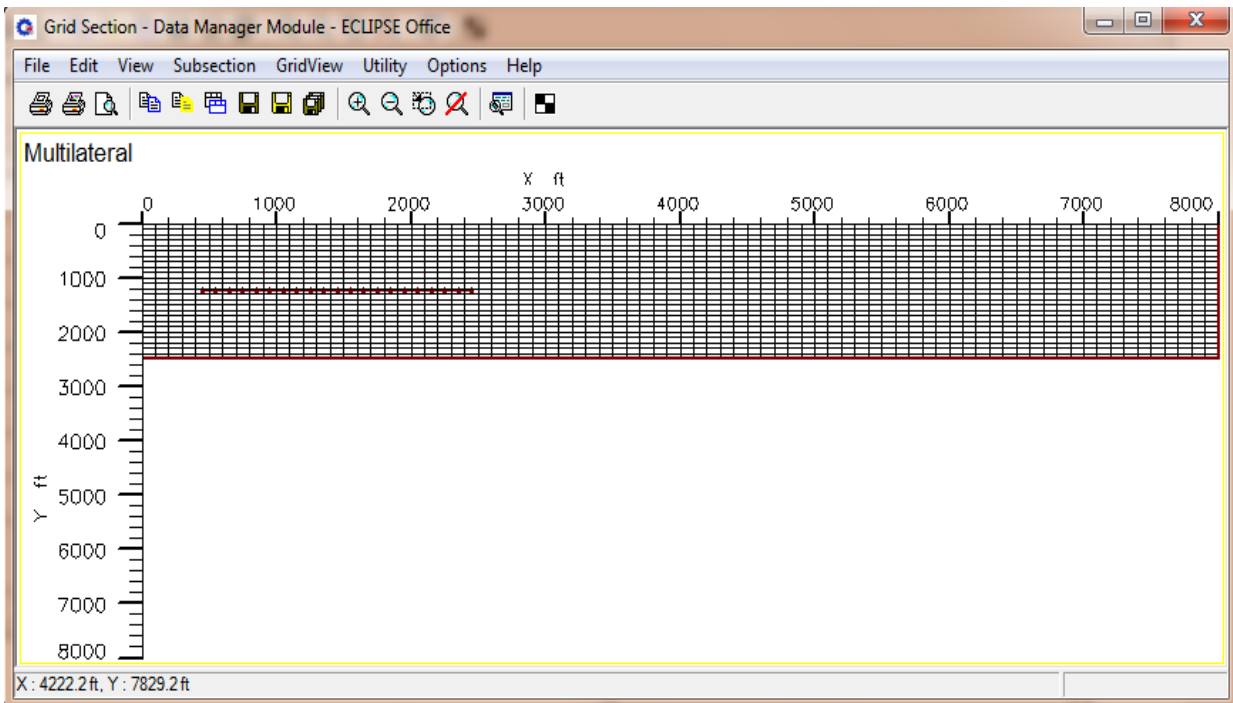 Grid Section - Data Manager Module - ECLIPSE Office
File Edit View Subsection GridView Utility Options Help
Multilateral
X ft
0 1000 2000 3000 4000 5000 6000 7000 8000
0
1000
2000
3000
4000
5000
6000
7000
8000
Y ft
X : 4222.2 ft, Y : 7829.2 ft